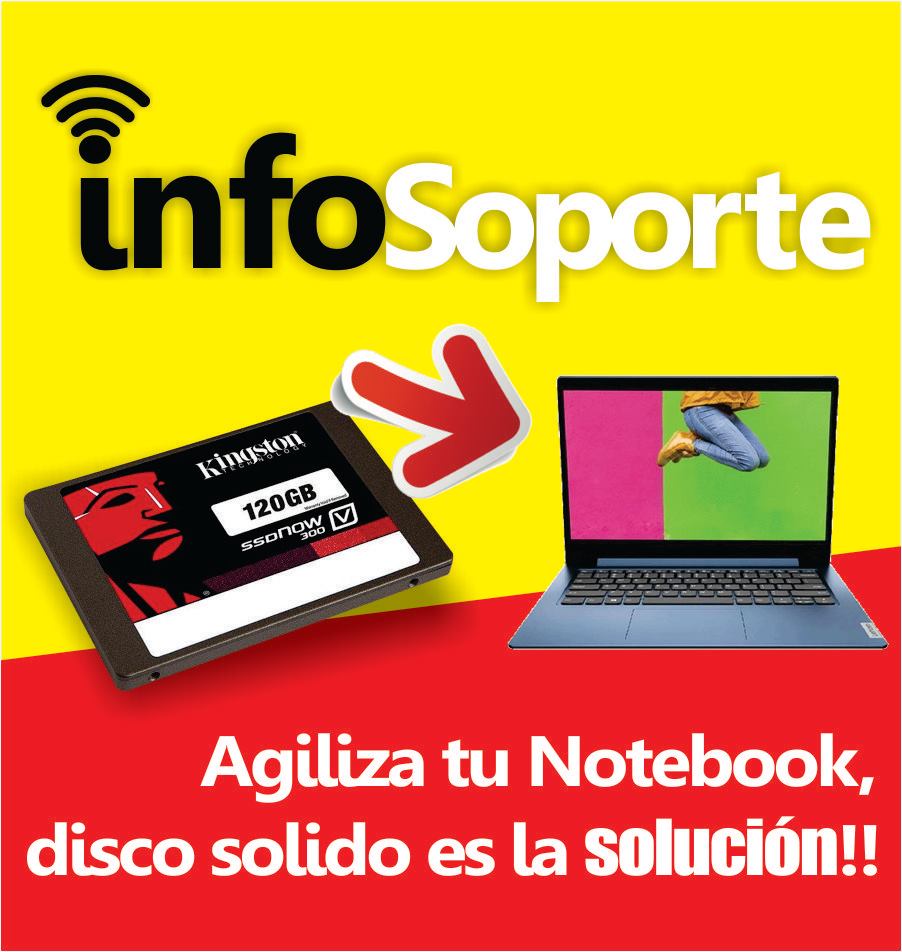 infoSoporte
Kingston
TECHNOLOGY
120GB
SSDNOW V
300
Agiliza tu Notebook,
disco solido es la solución!!